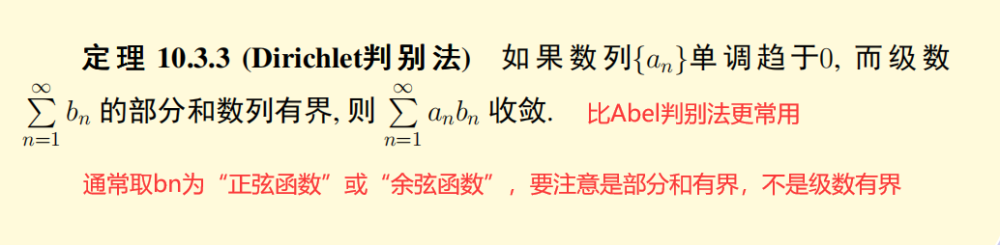 定理 10.3.3 (Dirichlet判别法) 如果数列{aₙ}单调趋于0, 而级数
∑_{n=1}^{∞} bₙ 的部分和数列有界, 则 ∑_{n=1}^{∞} aₙbₙ 收敛. 比Abel判别法更常用
通常取bn为“正弦函数”或“余弦函数”，要注意是部分和有界，不是级数有界